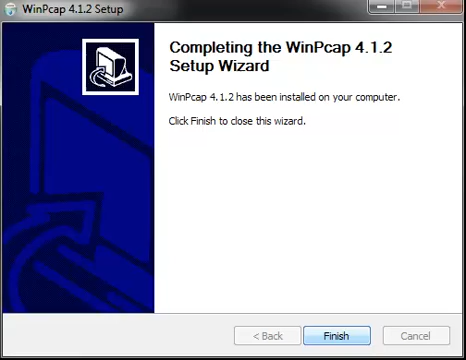 WinPcap 4.1.2 Setup
Completing the WinPcap 4.1.2
Setup Wizard
WinPcap 4.1.2 has been installed on your computer.
Click Finish to close this wizard.
< Back
Finish
Cancel